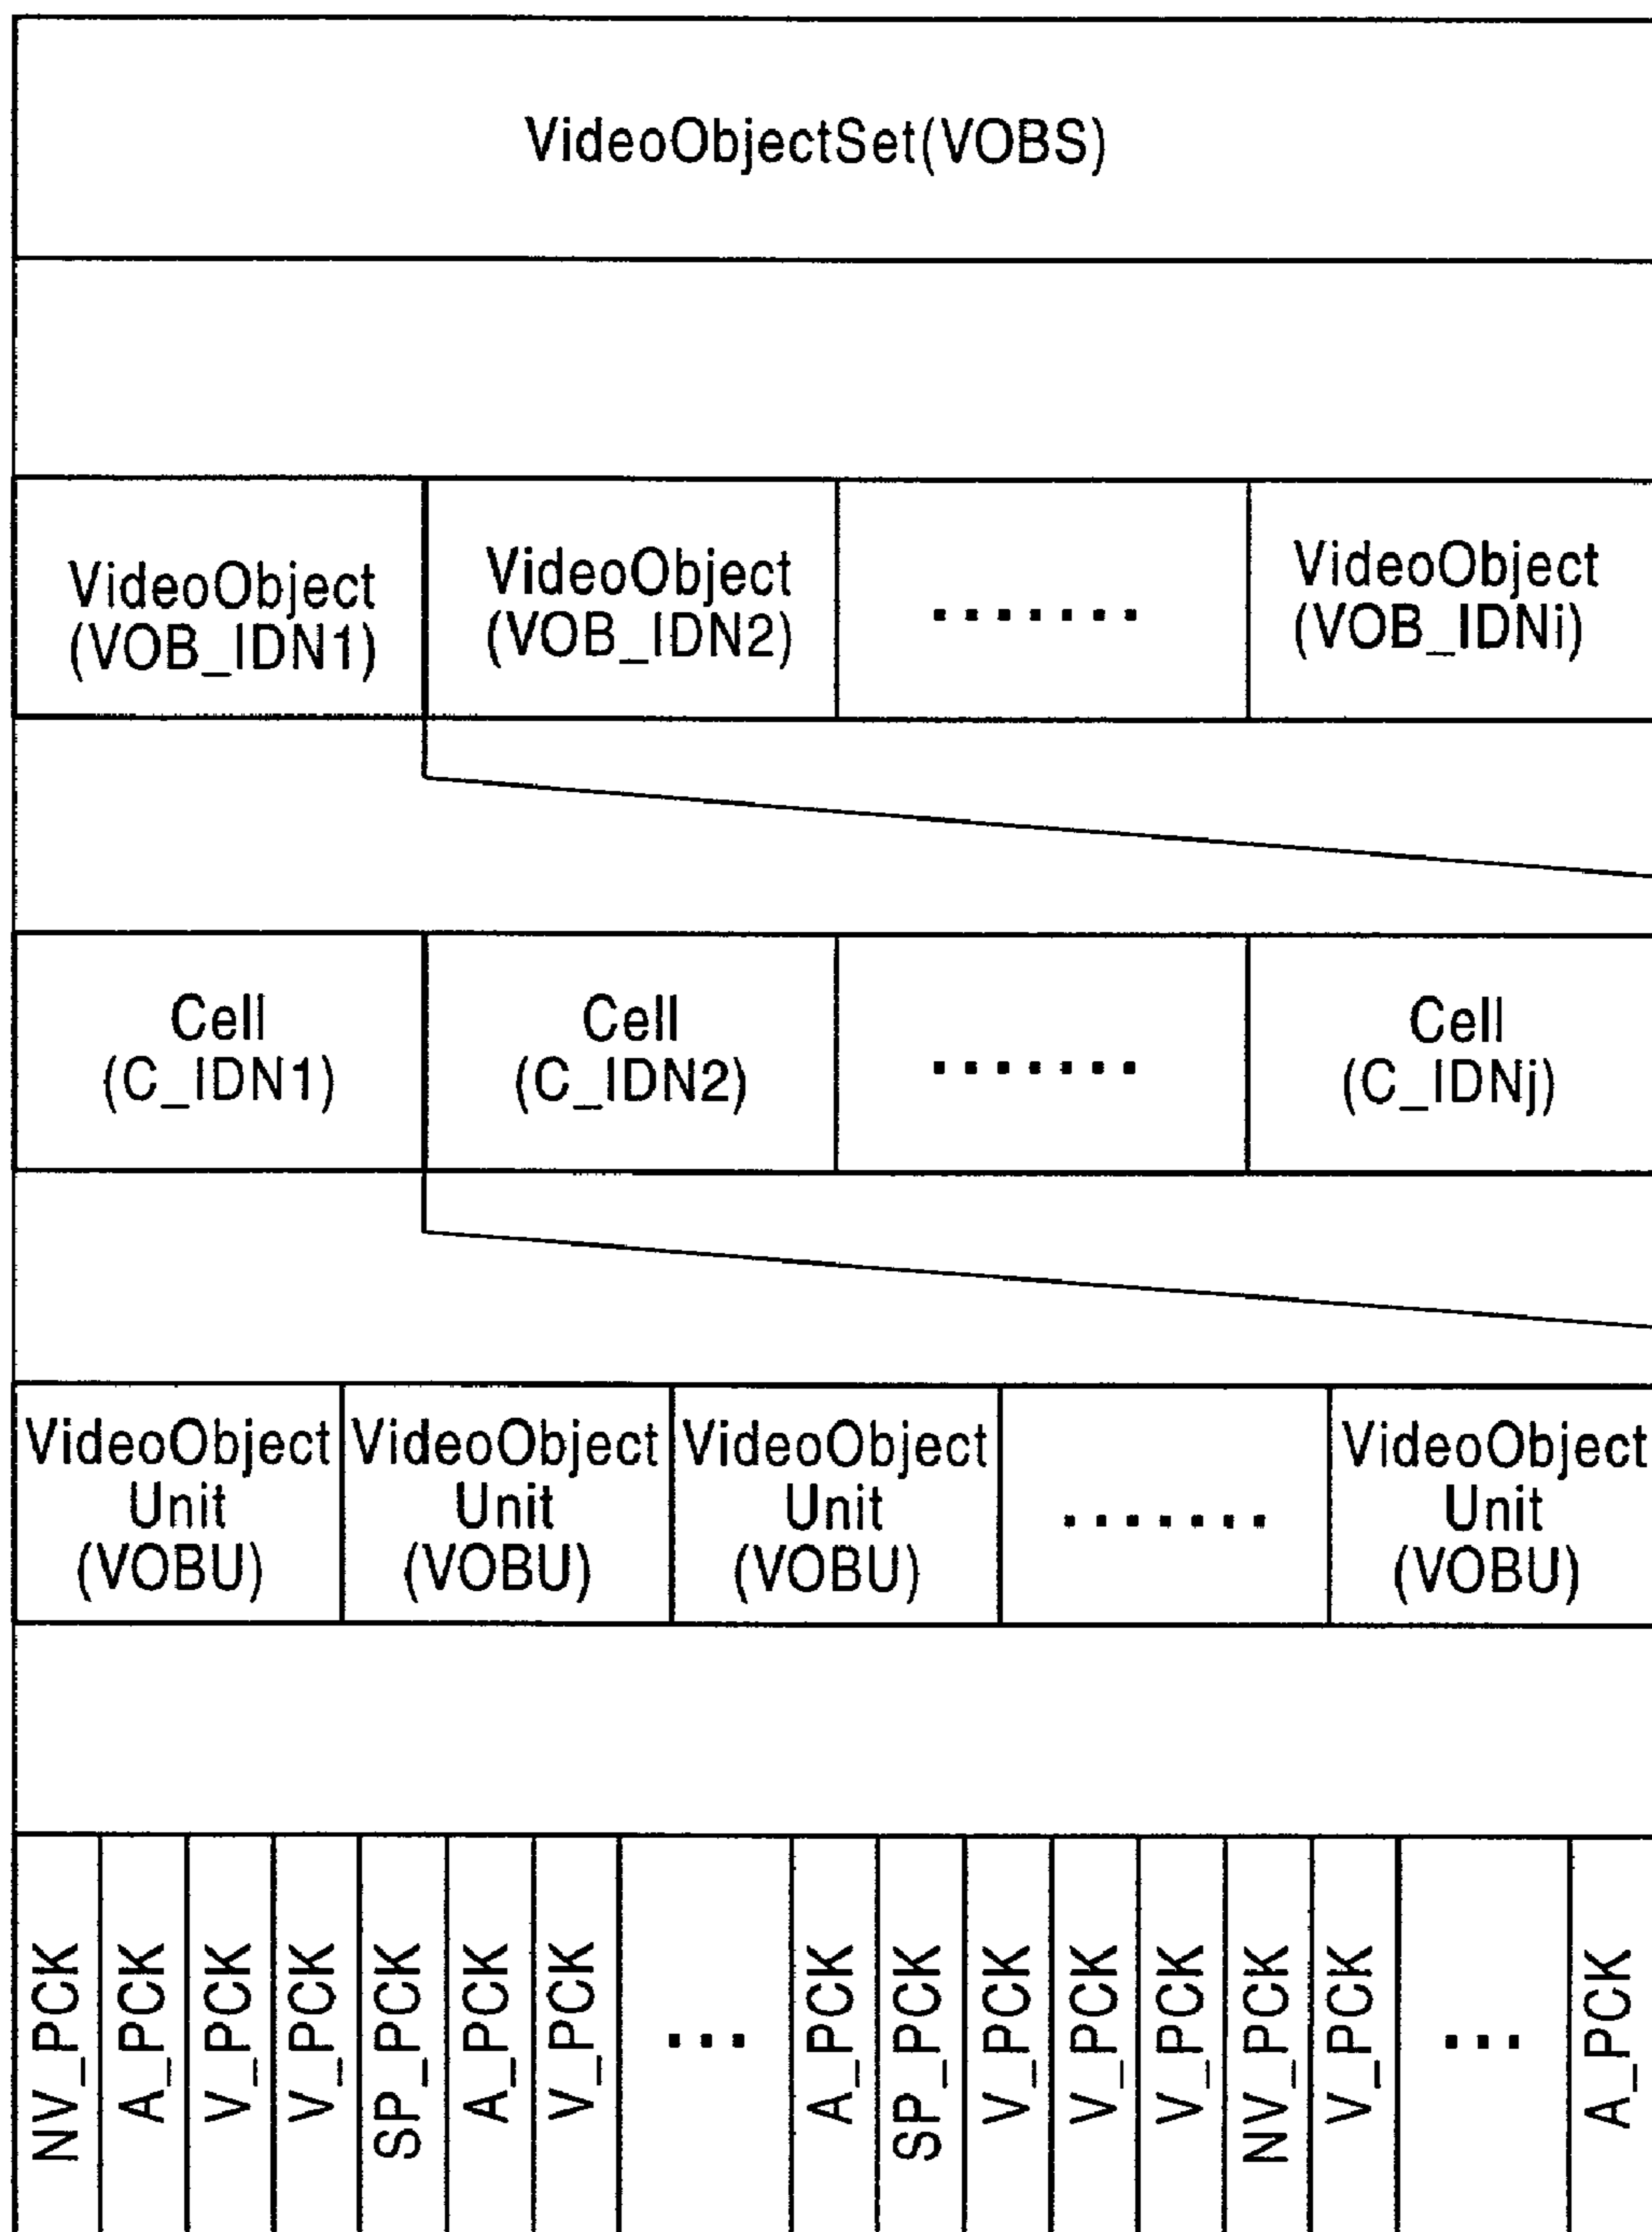 VideoObjectSet(VOBS)
VideoObject
(VOB_IDN1)
VideoObject
(VOB_IDN2)
.......
VideoObject
(VOB_IDNi)
Cell
(C_IDN1)
Cell
(C_IDN2)
.......
Cell
(C_IDNj)
VideoObject
Unit
(VOBU)
VideoObject
Unit
(VOBU)
VideoObject
Unit
(VOBU)
.......
VideoObject
Unit
(VOBU)
NV_PCK
A_PCK
V_PCK
V_PCK
SP_PCK
A_PCK
V_PCK
...
A_PCK
SP_PCK
V_PCK
V_PCK
V_PCK
NV_PCK
V_PCK
...
A_PCK